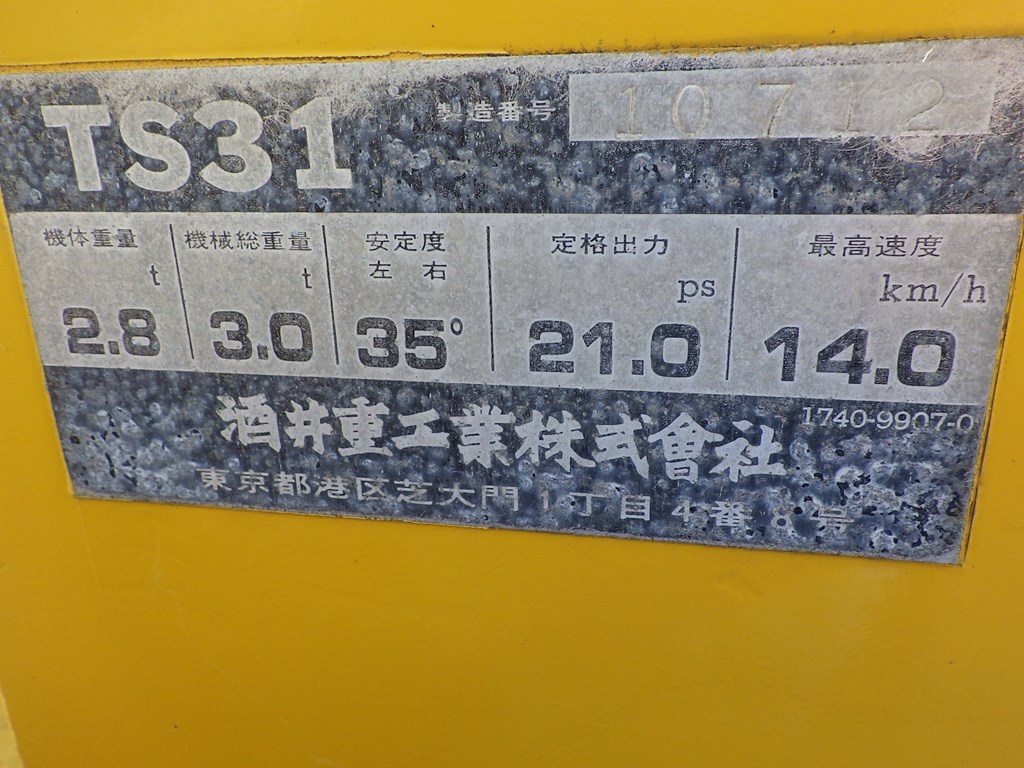 TS31 製造番号 10712
機体重量 機械総重量 安定度 定格出力 最高速度
t t 左右 ps km/h
2.8 3.0 35° 21.0 14.0
1740-9907-0
酒井重工業株式會社
東京都港区芝大門1丁目4番8号